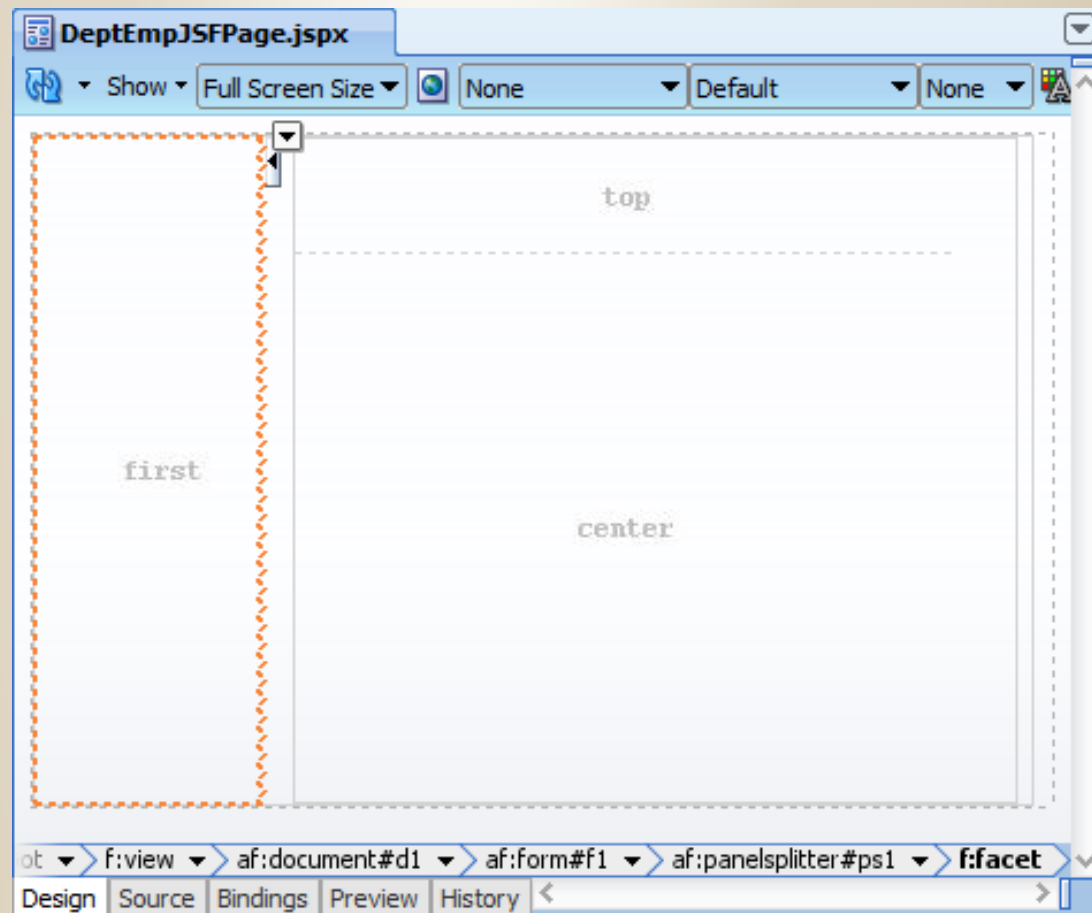 DeptEmpJSFPage.jspx
Show Full Screen Size None Default None
top
first
center
ot f:view af:document#d1 af:form#f1 af:panelsplitter#ps1 f:facet
Design Source Bindings Preview History